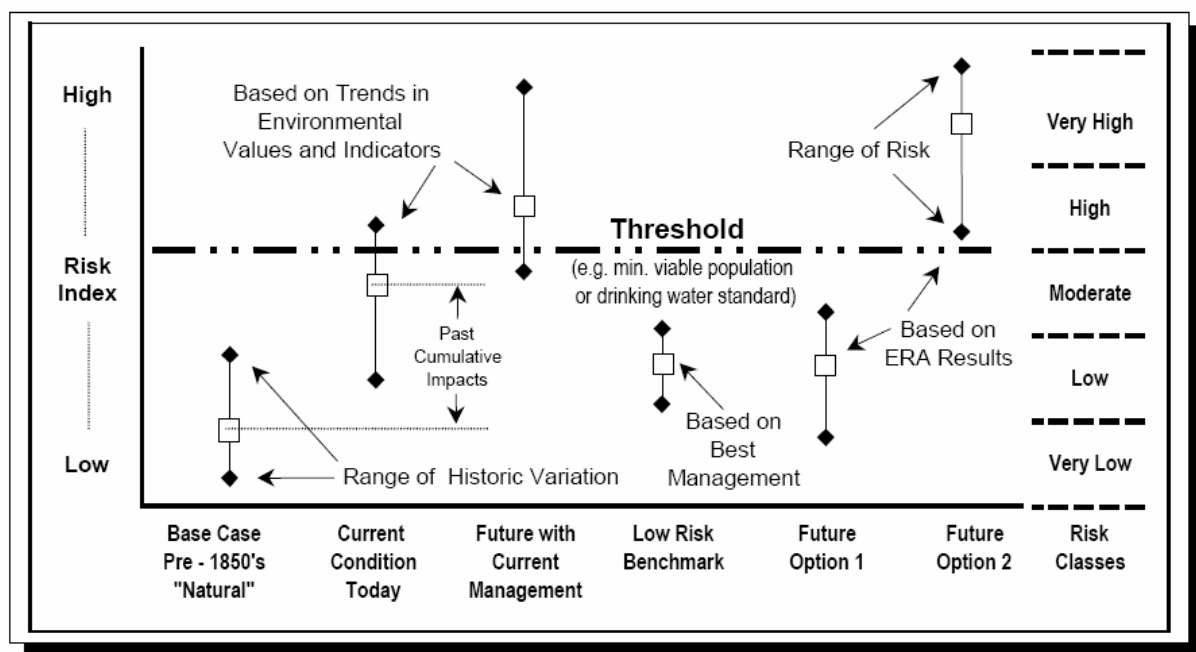 High
Risk
Index
Low
Based on Trends in
Environmental
Values and Indicators
Past
Cumulative
Impacts
Range of Historic Variation
Threshold
(e.g. min. viable population
or drinking water standard)
Based on
Best
Management
Range of Risk
Based on
ERA Results
Very High
High
Moderate
Low
Very Low
Base Case
Pre - 1850's
"Natural"
Current
Condition
Today
Future with
Current
Management
Low Risk
Benchmark
Future
Option 1
Future
Option 2
Risk
Classes